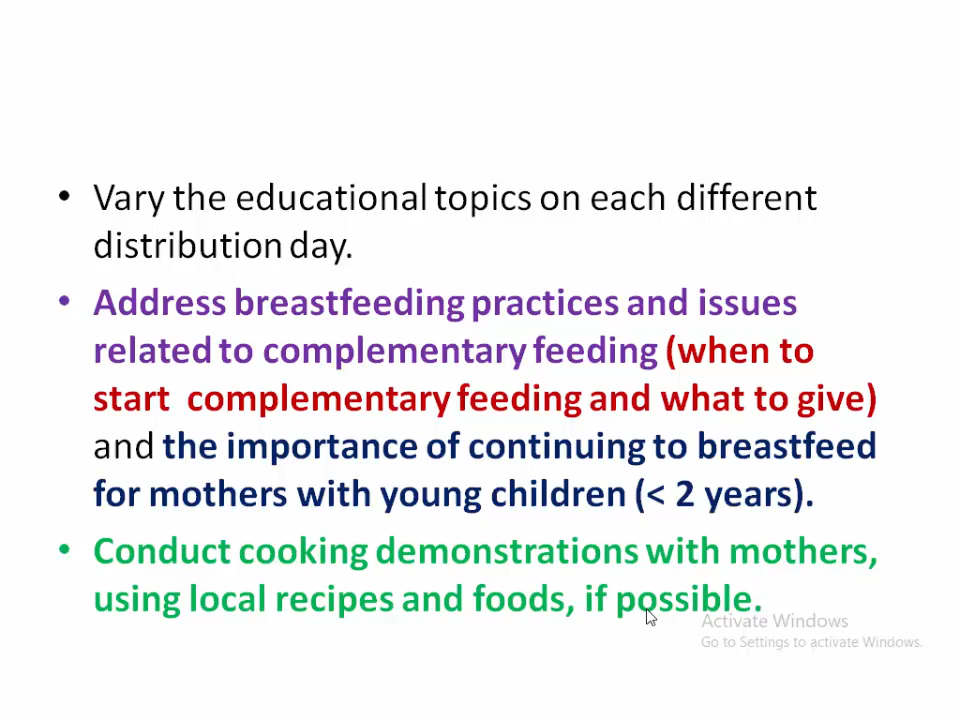 • Vary the educational topics on each different
distribution day.
• Address breastfeeding practices and issues
related to complementary feeding (when to
start  complementary feeding and what to give)
and the importance of continuing to breastfeed
for mothers with young children (< 2 years).
• Conduct cooking demonstrations with mothers,
using local recipes and foods, if possible.
Activate Windows
Go to Settings to activate Windows.